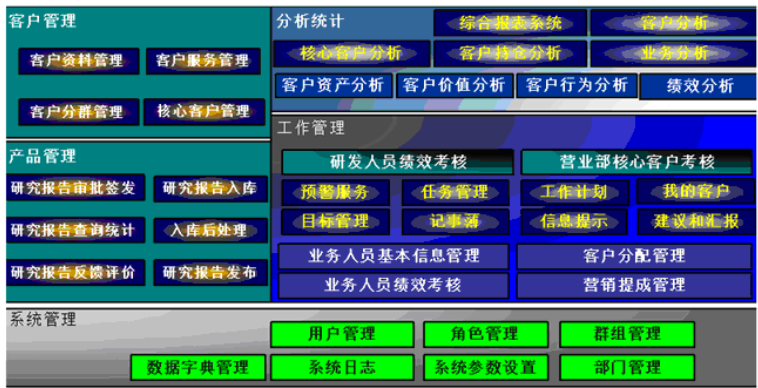 客户管理
客户资料管理 客户服务管理
客户分群管理 核心客户管理
分析统计 综合报表系统 客户分析
核心客户分析 客户持仓分析 业务分析
客户资产分析 客户价值分析 客户行为分析 绩效分析
产品管理
研究报告审批签发 研究报告入库
研究报告查询统计 入库后处理
研究报告反馈评价 研究报告发布
工作管理
研发人员绩效考核 营业部核心客户考核
预警服务 任务管理 工作计划 我的客户
目标管理 记事薄 信息提示 建议和汇报
业务人员基本信息管理 客户分配管理
业务人员绩效考核 营销提成管理
系统管理
用户管理 角色管理 群组管理
数据字典管理 系统日志 系统参数设置 部门管理